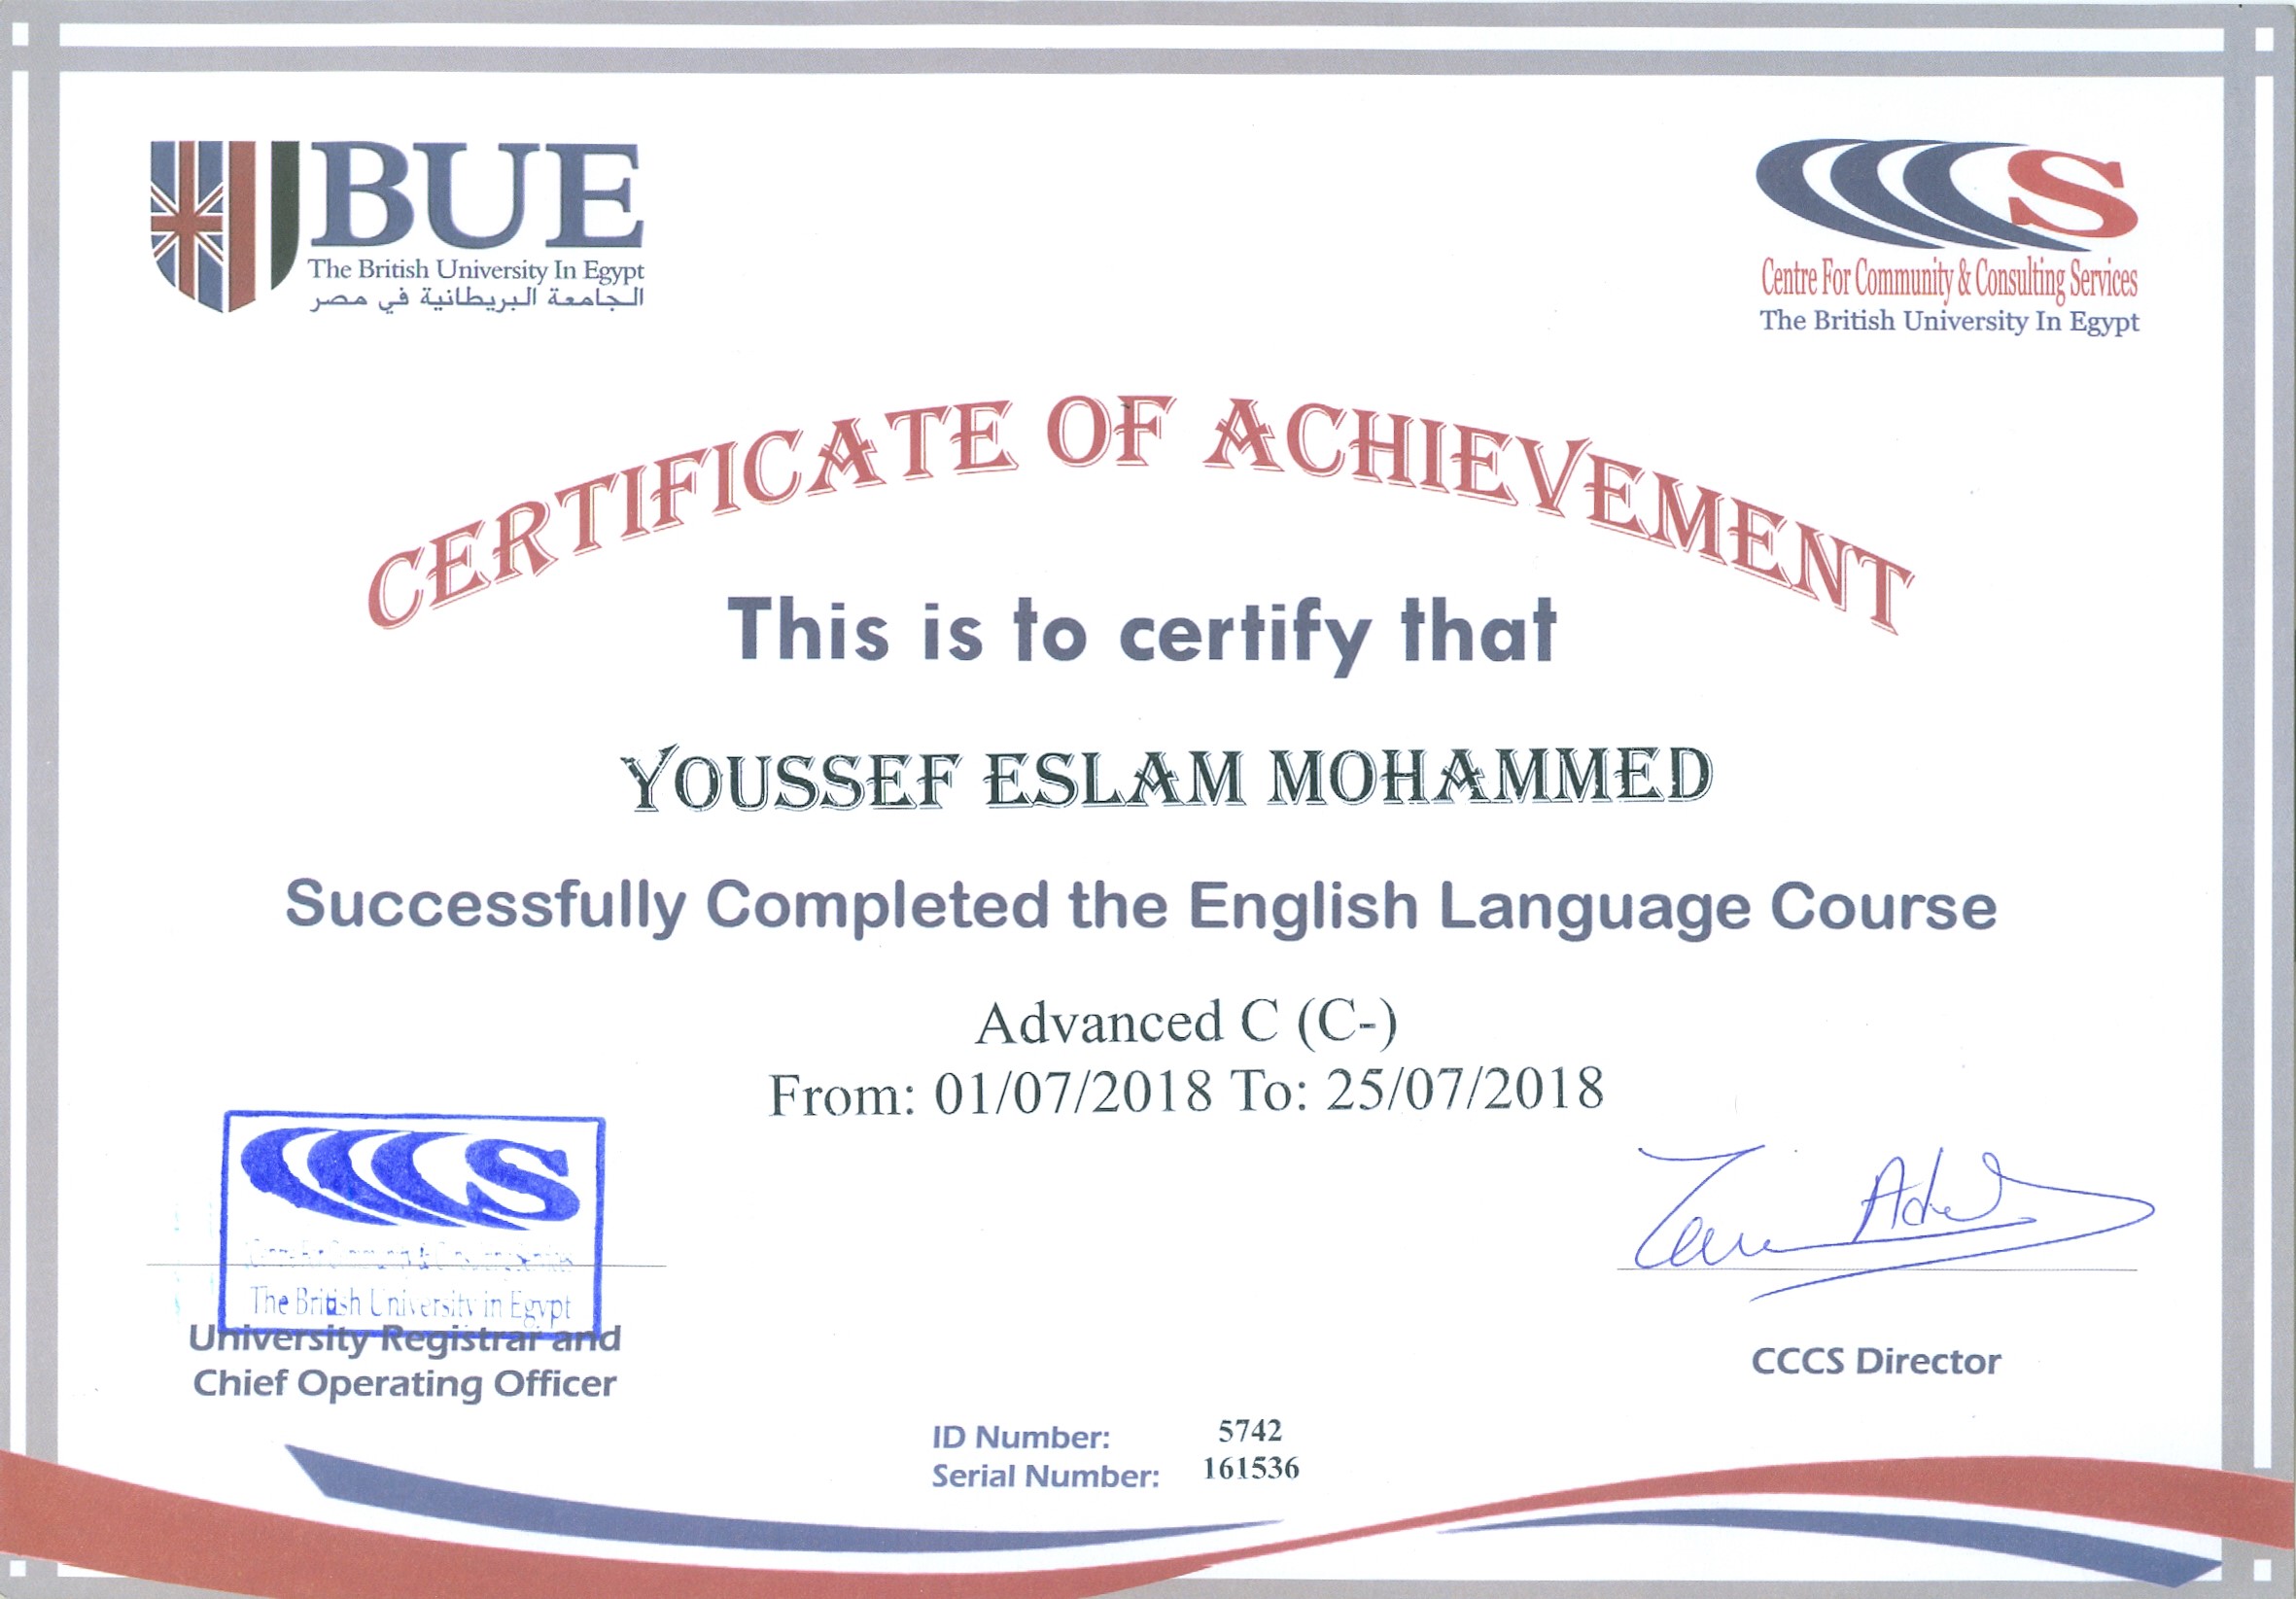 BUE
The British University In Egypt
الجامعة البريطانية في مصر
CCCS
Centre For Community & Consulting Services
The British University In Egypt
CERTIFICATE OF ACHIEVEMENT
This is to certify that
YOUSSEF ESLAM MOHAMMED
Successfully Completed the English Language Course
Advanced C (C-)
From: 01/07/2018 To: 25/07/2018
CCCS
The British University in Egypt
University Registrar and
Chief Operating Officer
CCCS Director
ID Number: 5742
Serial Number: 161536